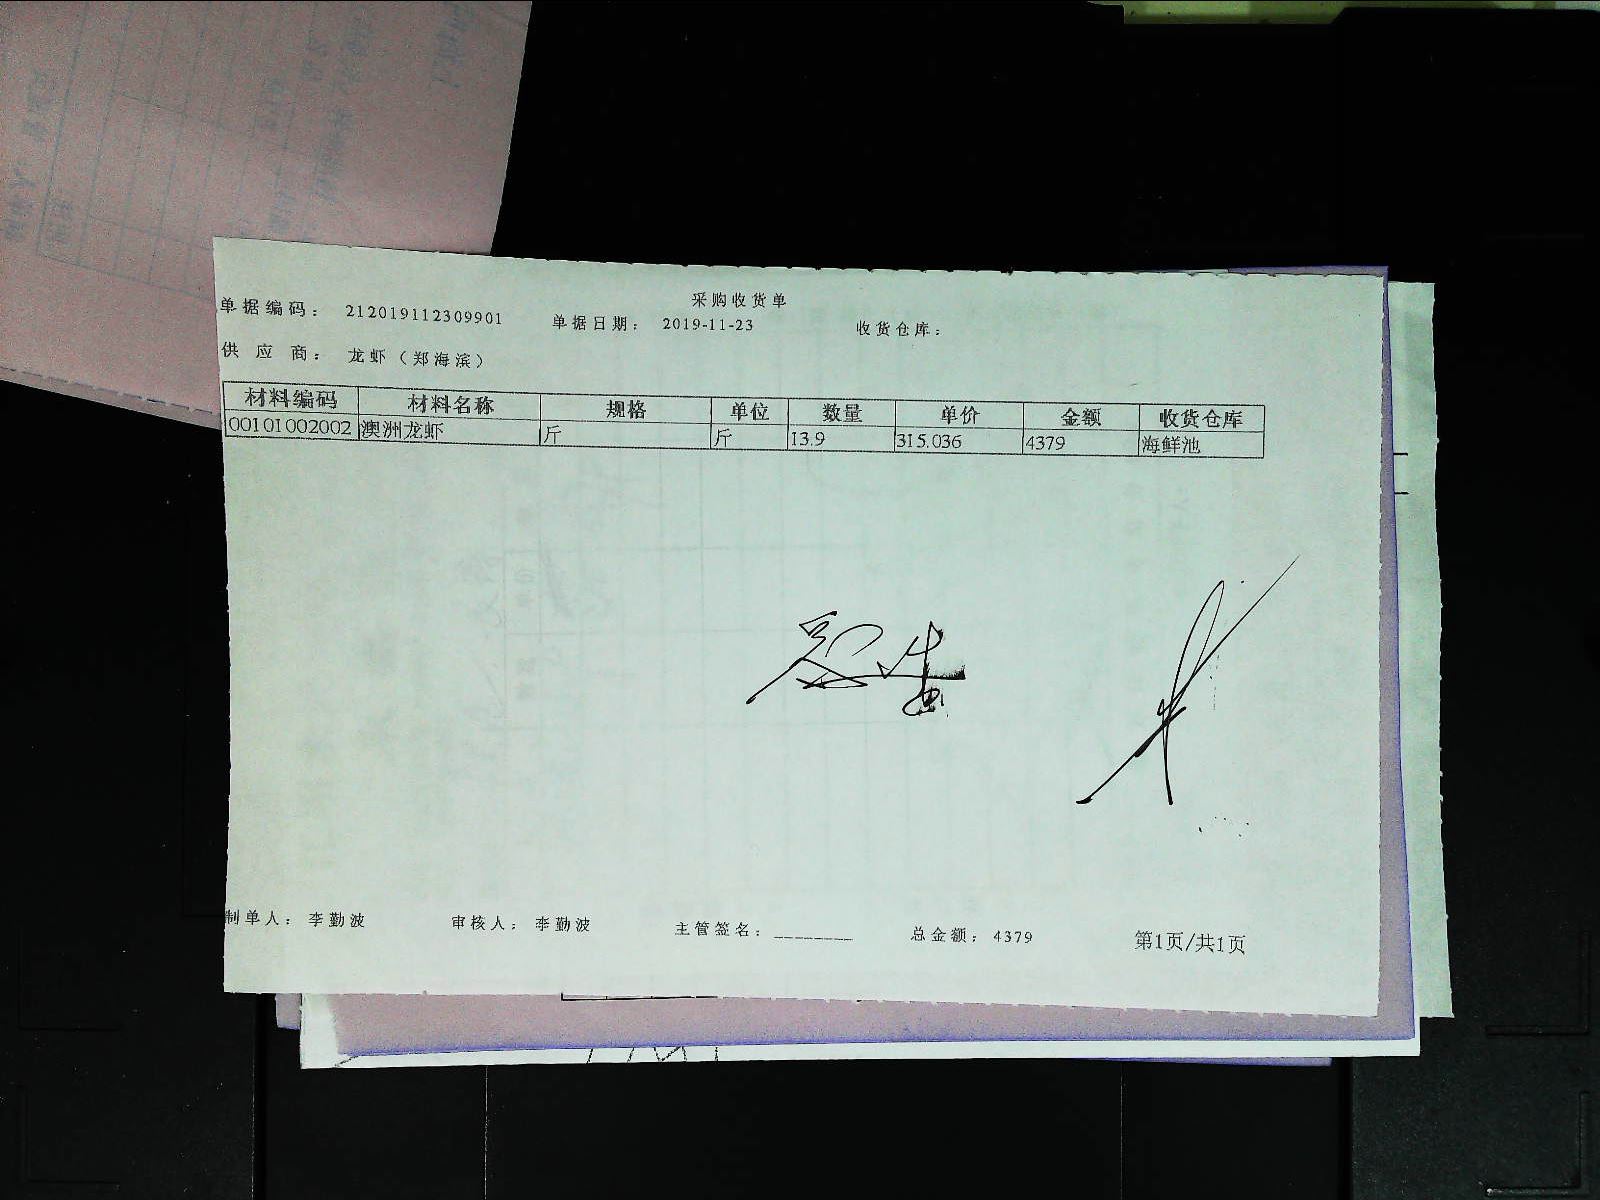 采购收货单
单据编码： 212019112309901 单据日期： 2019-11-23 收货仓库：
供应商： 龙虾（郑海滨）
材料编码 材料名称 规格 单位 数量 单价 金额 收货仓库
00101002002 澳洲龙虾 斤 斤 13.9 315.036 4379 海鲜池
制单人： 李勤波 审核人： 李勤波 主管签名：________ 总金额： 4379 第1页/共1页